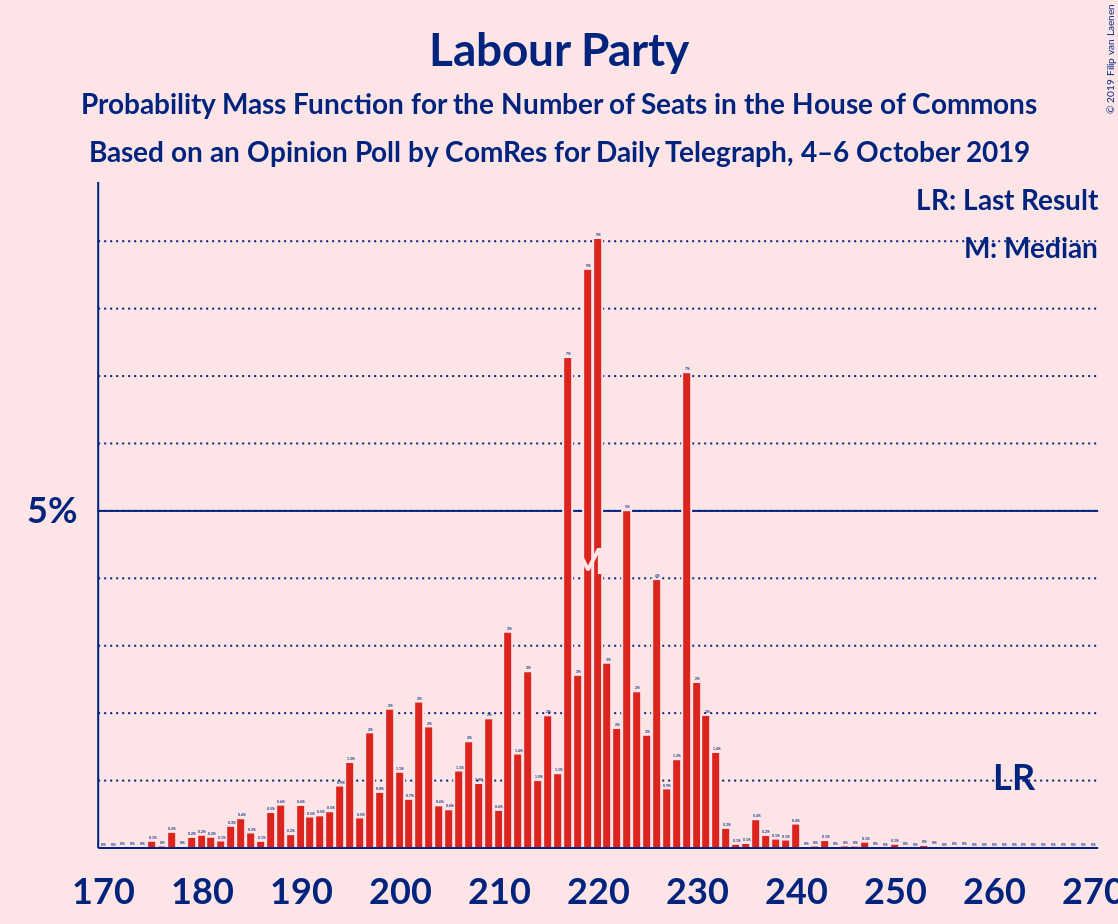 Labour Party
Probability Mass Function for the Number of Seats in the House of Commons
Based on an Opinion Poll by ComRes for Daily Telegraph, 4–6 October 2019
© 2019 Filip van Laenen
LR: Last Result
M: Median
5%
M
LR
170 180 190 200 210 220 230 240 250 260 270